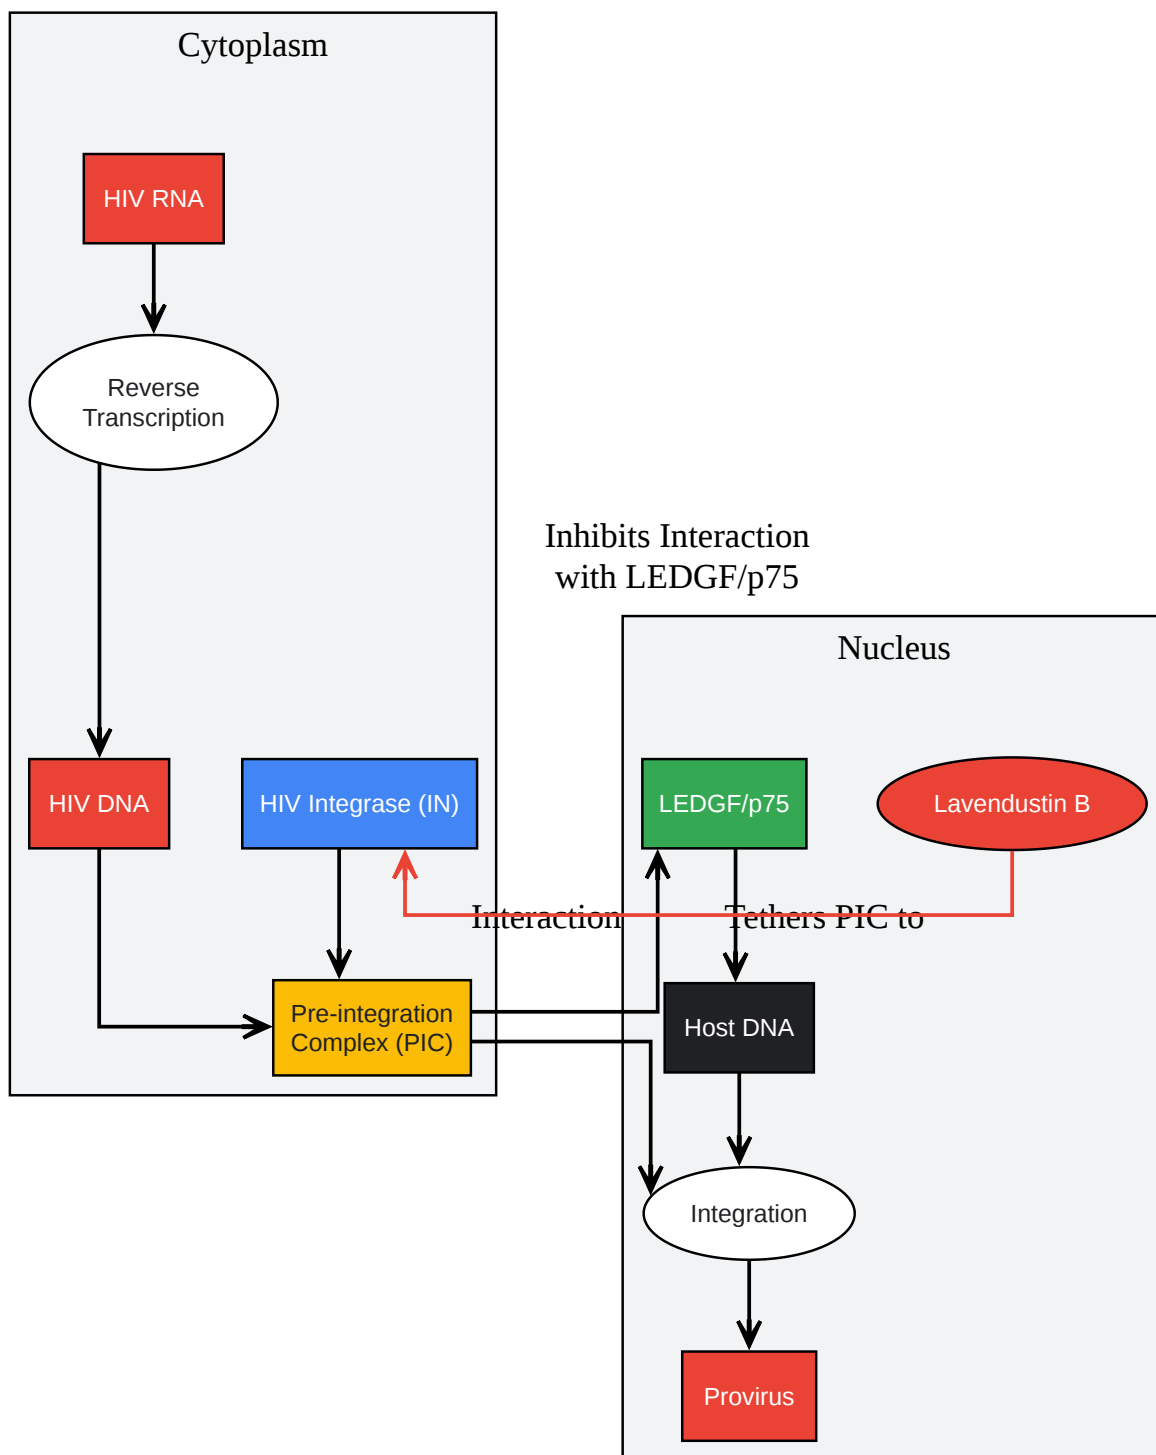 Cytoplasm
HIV RNA
Reverse
Transcription
Inhibits Interaction
with LEDGF/p75
Nucleus
HIV DNA
HIV Integrase (IN)
LEDGF/p75
Lavendustin B
Interaction
Tethers PIC to
Pre-integration
Complex (PIC)
Host DNA
Integration
Provirus